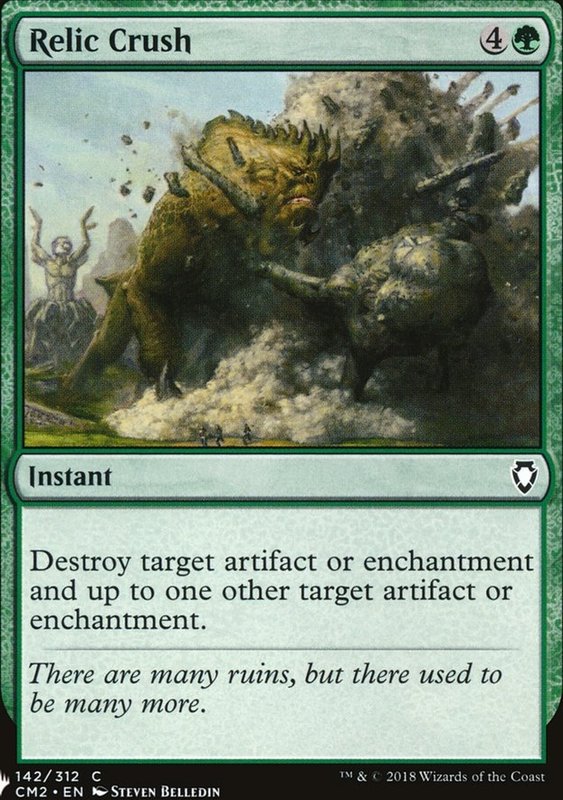 Relic Crush 4
Instant
Destroy target artifact or enchantment
and up to one other target artifact or
enchantment.
There are many ruins, but there used to
be many more.
142/312 C
CM2 • EN Steven Belledin
™ & © 2018 Wizards of the Coast